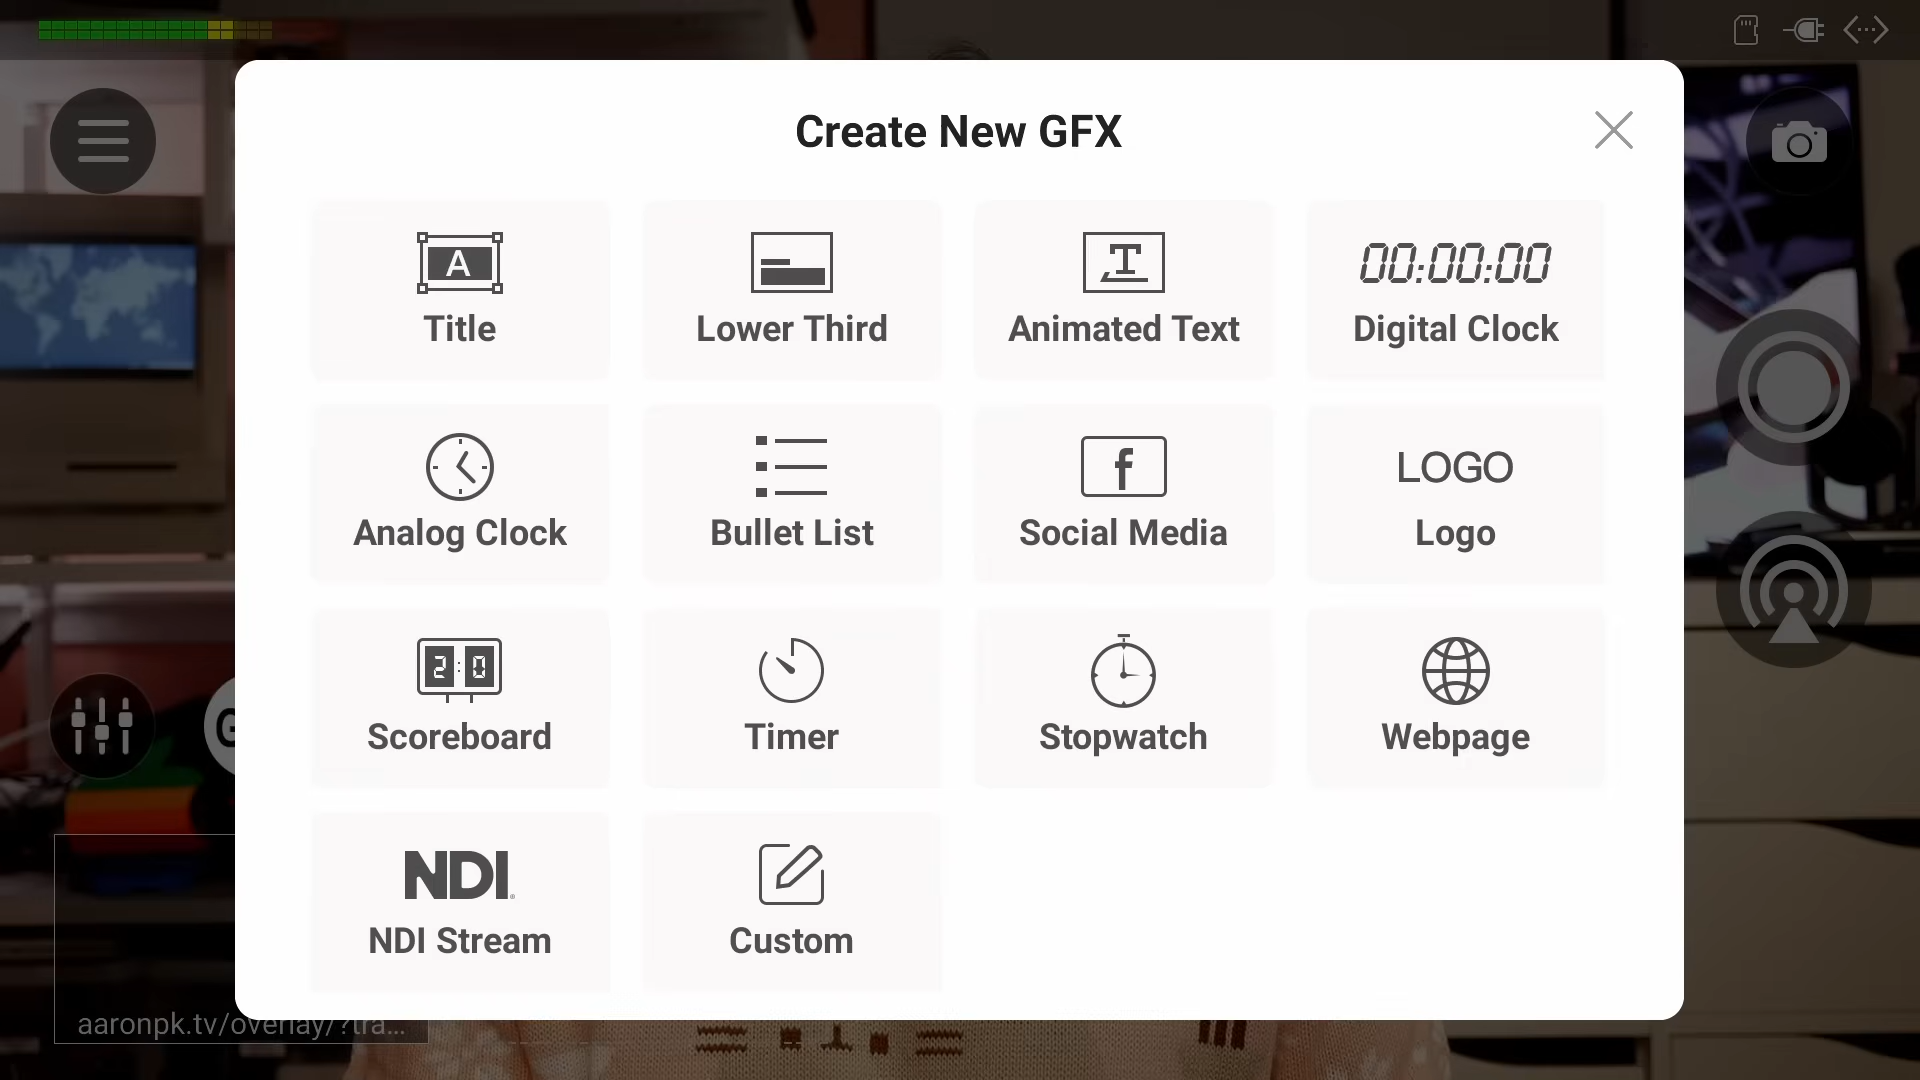 Create New GFX
A
Title
Lower Third
T
Animated Text
00:00:00
Digital Clock
Analog Clock
Bullet List
f
Social Media
LOGO
Logo
2:0
Scoreboard
Timer
Stopwatch
Webpage
G
NDI
NDI Stream
Custom
aaronpk.tv/overlay/?tra...